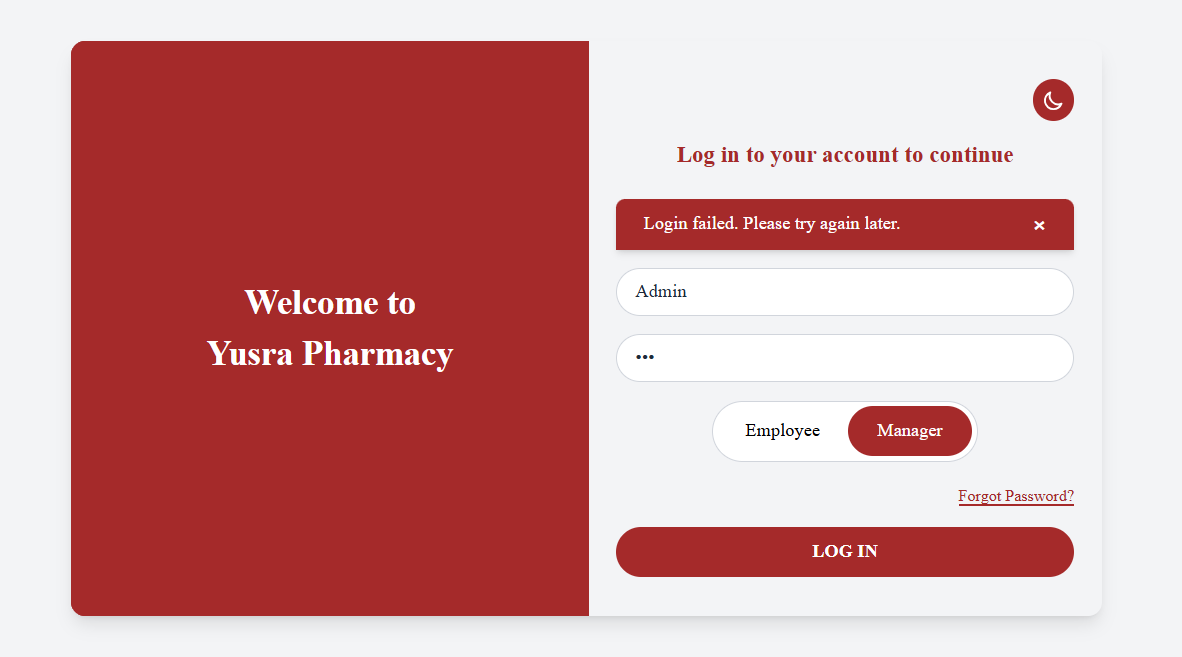 Welcome to
Yusra Pharmacy
Log in to your account to continue
Login failed. Please try again later.
Admin
•••
Employee
Manager
Forgot Password?
LOG IN